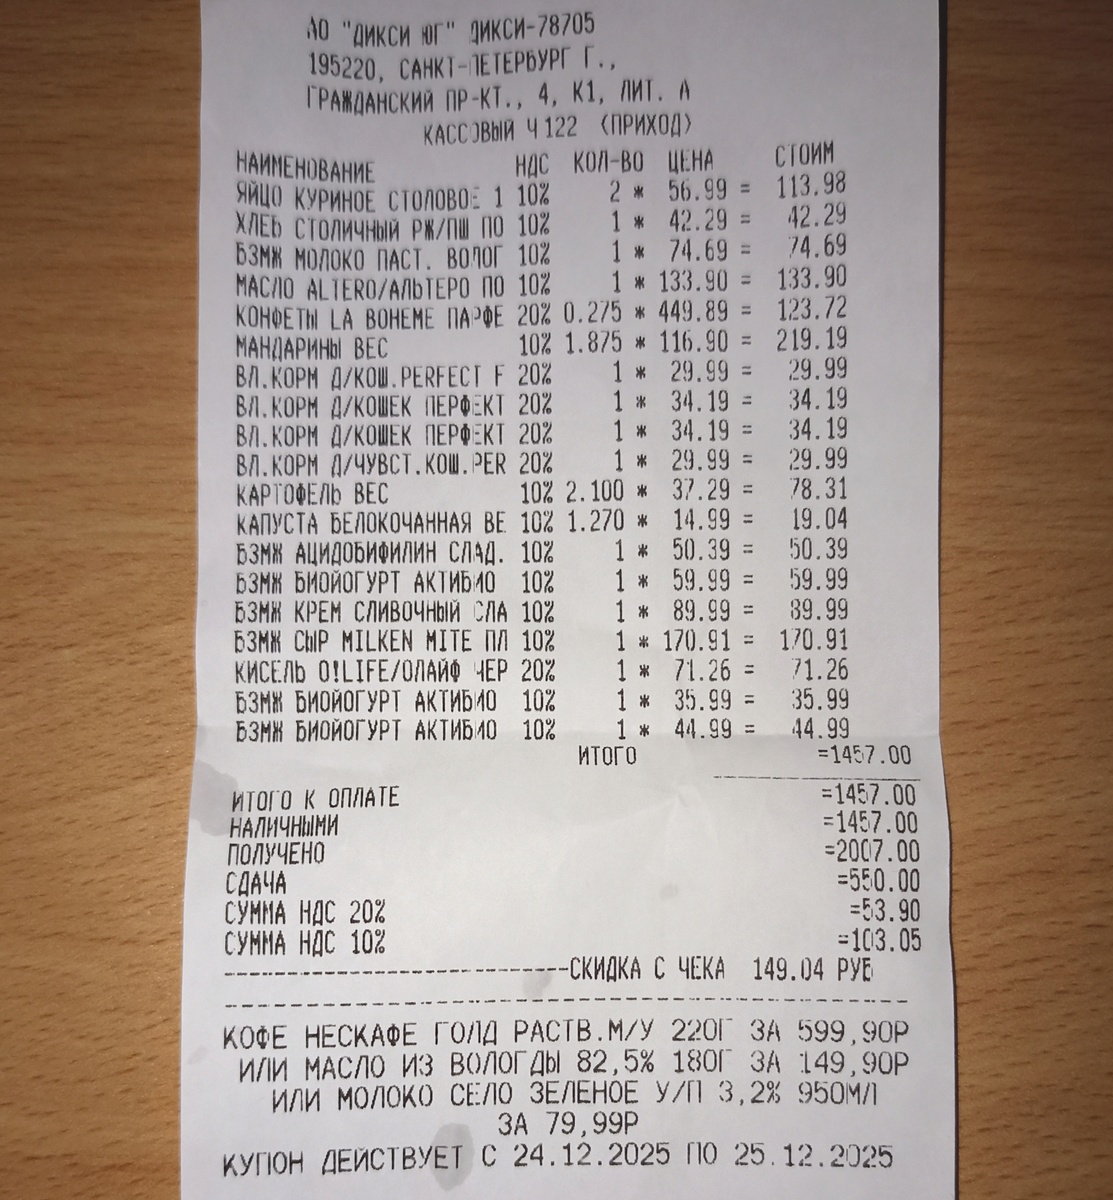 АО "ДИКСИ ЮГ" ДИКСИ-78705
195220, САНКТ-ПЕТЕРБУРГ Г.,
ГРАЖДАНСКИЙ ПР-КТ., 4, К1, ЛИТ. А
КАССОВЫЙ Ч 122 (ПРИХОД)
НАИМЕНОВАНИЕ НДС КОЛ-ВО ЦЕНА СТОИМ
ЯЙЦО КУРИНОЕ СТОЛОВОЕ 1 10% 2 * 56.99 = 113.98
ХЛЕБ СТОЛИЧНЫЙ РЖ/ПШ ПО 10% 1 * 42.29 = 42.29
БЗМЖ МОЛОКО ПАСТ. ВОЛОГ 10% 1 * 74.69 = 74.69
МАСЛО ALTERO/АЛЬТЕРО ПО 10% 1 * 133.90 = 133.90
КОНФЕТЫ LA BOHEME ПАРФЕ 20% 0.275 * 449.89 = 123.72
МАНДАРИНЫ ВЕС 10% 1.875 * 116.90 = 219.19
ВЛ.КОРМ Д/КОШ.PERFECT F 20% 1 * 29.99 = 29.99
ВЛ.КОРМ Д/КОШЕК ПЕРФЕКТ 20% 1 * 34.19 = 34.19
ВЛ.КОРМ Д/КОШЕК ПЕРФЕКТ 20% 1 * 34.19 = 34.19
ВЛ.КОРМ Д/ЧУВСТ.КОШ.PER 20% 1 * 29.99 = 29.99
КАРТОФЕЛЬ ВЕС 10% 2.100 * 37.29 = 78.31
КАПУСТА БЕЛОКОЧАННАЯ ВЕ 10% 1.270 * 14.99 = 19.04
БЗМЖ АЦИДОБИФИЛИН СЛАД. 10% 1 * 50.39 = 50.39
БЗМЖ БИОЙОГУРТ АКТИБИО 10% 1 * 59.99 = 59.99
БЗМЖ КРЕМ СЛИВОЧНЫЙ СЛА 10% 1 * 89.99 = 89.99
БЗМЖ СЫР MILKEN MITE ПЛ 10% 1 * 170.91 = 170.91
КИСЕЛЬ O!LIFE/ОЛАЙФ ЧЕР 20% 1 * 71.26 = 71.26
БЗМЖ БИОЙОГУРТ АКТИБИО 10% 1 * 35.99 = 35.99
БЗМЖ БИОЙОГУРТ АКТИБИО 10% 1 * 44.99 = 44.99
ИТОГО =1457.00
ИТОГО К ОПЛАТЕ =1457.00
НАЛИЧНЫМИ =1457.00
ПОЛУЧЕНО =2007.00
СДАЧА =550.00
СУММА НДС 20% =53.90
СУММА НДС 10% =103.05
--------------------------СКИДКА С ЧЕКА 149.04 РУБ
КОФЕ НЕСКАФЕ ГОЛД РАСТВ.М/У 220Г ЗА 599,90Р
ИЛИ МАСЛО ИЗ ВОЛОГДЫ 82,5% 180Г ЗА 149,90Р
ИЛИ МОЛОКО СЕЛО ЗЕЛЕНОЕ У/П 3,2% 950МЛ
ЗА 79,99Р
КУПОН ДЕЙСТВУЕТ С 24.12.2025 ПО 25.12.2025